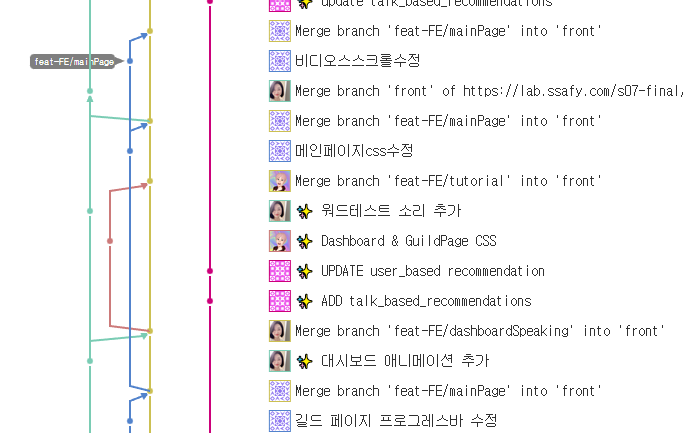 update talk_based_recommendations
Merge branch 'feat-FE/mainPage' into 'front'
feat-FE/mainPage
비디오스스크롤수정
Merge branch 'front' of https://lab.ssafy.com/s07-final,
Merge branch 'feat-FE/mainPage' into 'front'
메인페이지css수정
Merge branch 'feat-FE/tutorial' into 'front'
✨ 워드테스트 소리 추가
✨ Dashboard & GuildPage CSS
✨ UPDATE user_based recommendation
✨ ADD talk_based_recommendations
Merge branch 'feat-FE/dashboardSpeaking' into 'front'
✨ 대시보드 애니메이션 추가
Merge branch 'feat-FE/mainPage' into 'front'
길드 페이지 프로그레스바 수정